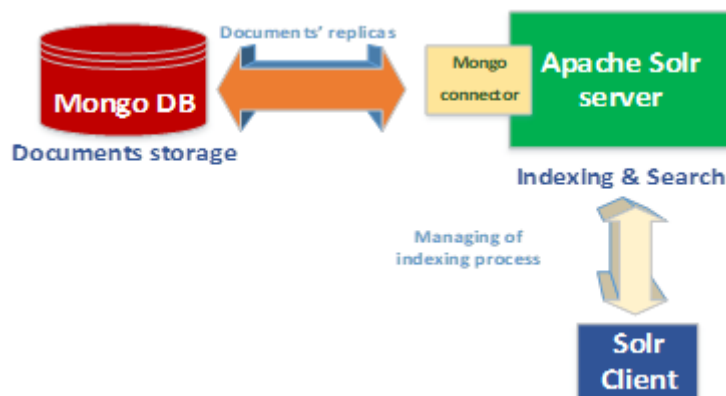 Documents' replicas
Mongo DB
Mongo
connector
Apache Solr
server
Documents storage
Indexing & Search
Managing of
indexing process
Solr
Client